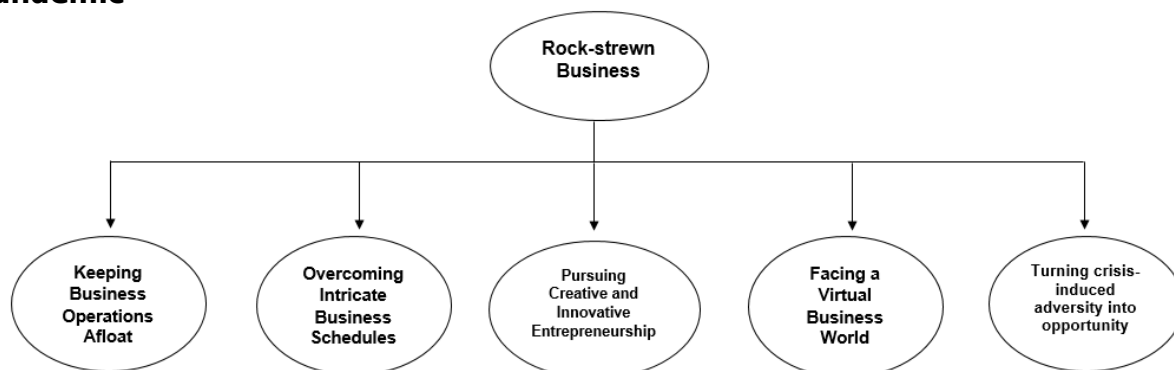 Rock-strewn
Business
Keeping
Business
Operations
Afloat
Overcoming
Intricate
Business
Schedules
Pursuing
Creative and
Innovative
Entrepreneurship
Facing a
Virtual
Business
World
Turning crisis-
induced
adversity into
opportunity